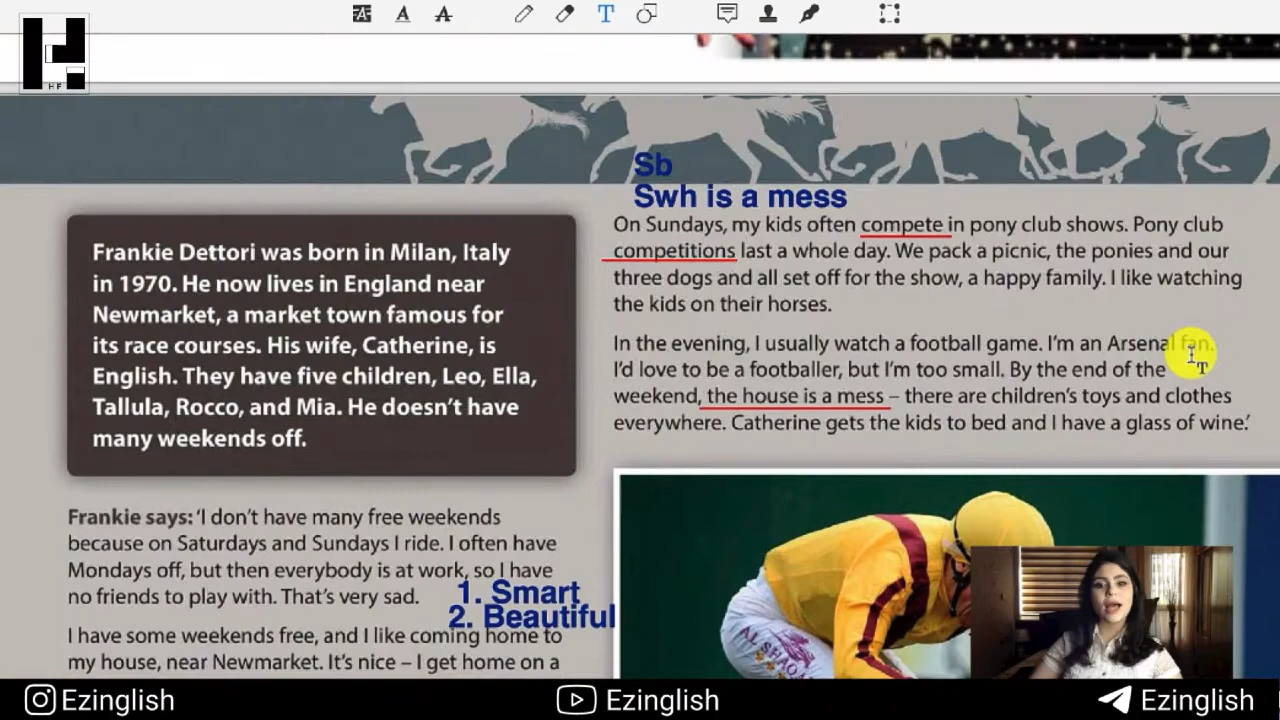 HF
Sb
Swh is a mess
Frankie Dettori was born in Milan, Italy
in 1970. He now lives in England near
Newmarket, a market town famous for
its race courses. His wife, Catherine, is
English. They have five children, Leo, Ella,
Tallula, Rocco, and Mia. He doesn't have
many weekends off.
Frankie says: 'I don't have many free weekends
because on Saturdays and Sundays I ride. I often have
Mondays off, but then everybody is at work, so I have
no friends to play with. That's very sad.
1. Smart
2. Beautiful
I have some weekends free, and I like coming home to
my house, near Newmarket. It's nice – I get home on a
On Sundays, my kids often compete in pony club shows. Pony club
competitions last a whole day. We pack a picnic, the ponies and our
three dogs and all set off for the show, a happy family. I like watching
the kids on their horses.
In the evening, I usually watch a football game. I'm an Arsenal fan.
I'd love to be a footballer, but I'm too small. By the end of the
weekend, the house is a mess – there are children's toys and clothes
everywhere. Catherine gets the kids to bed and I have a glass of wine.'
AL SHAQA
Ezinglish
Ezinglish
Ezinglish